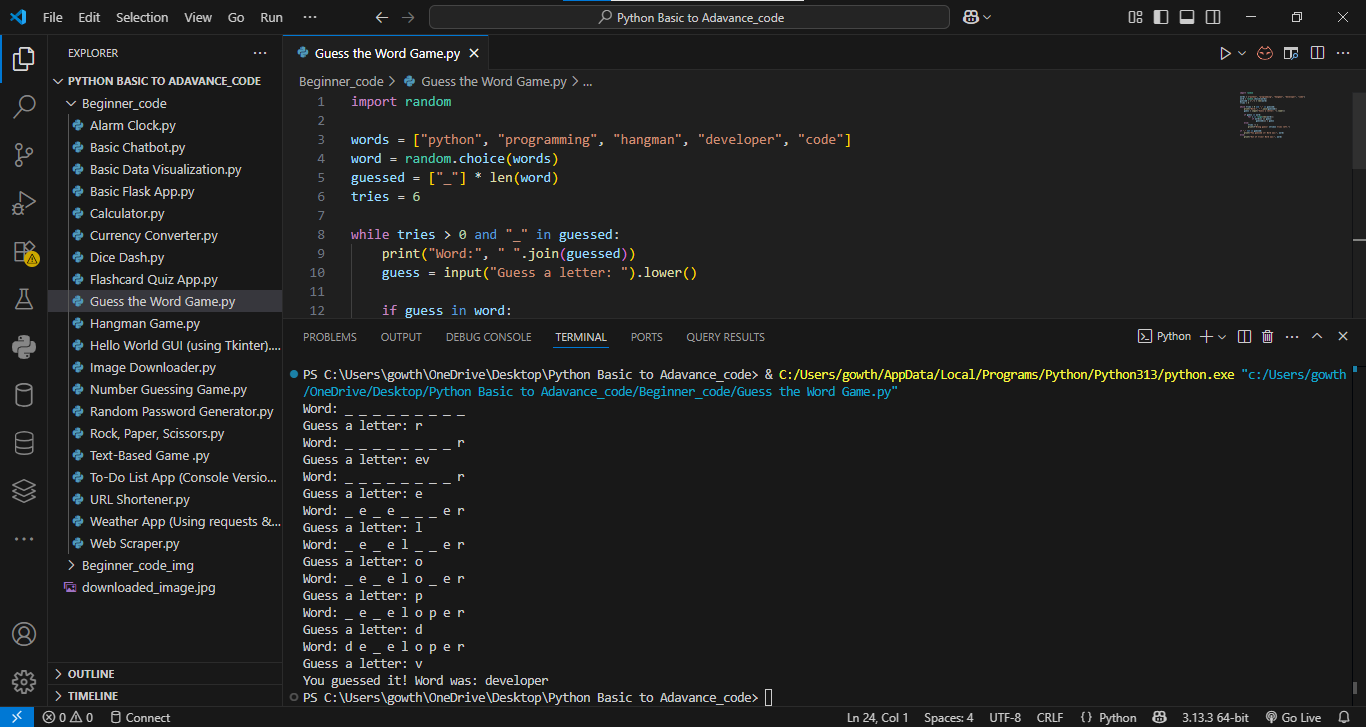 File Edit Selection View Go Run ··· Python Basic to Adavance_code
EXPLORER
PYTHON BASIC TO ADAVANCE_CODE
Beginner_code
Alarm Clock.py
Basic Chatbot.py
Basic Data Visualization.py
Basic Flask App.py
Calculator.py
Currency Converter.py
Dice Dash.py
Flashcard Quiz App.py
Guess the Word Game.py
Hangman Game.py
Hello World GUI (using Tkinter)....
Image Downloader.py
Number Guessing Game.py
Random Password Generator.py
Rock, Paper, Scissors.py
Text-Based Game .py
To-Do List App (Console Versio...
URL Shortener.py
Weather App (Using requests &...
Web Scraper.py
Beginner_code_img
downloaded_image.jpg
OUTLINE
TIMELINE
Guess the Word Game.py
Beginner_code > Guess the Word Game.py > ...
1 import random
2
3 words = ["python", "programming", "hangman", "developer", "code"]
4 word = random.choice(words)
5 guessed = ["_"] * len(word)
6 tries = 6
7
8 while tries > 0 and "_" in guessed:
9 print("Word:", " ".join(guessed))
10 guess = input("Guess a letter: ").lower()
11
12 if guess in word:
PROBLEMS OUTPUT DEBUG CONSOLE TERMINAL PORTS QUERY RESULTS Python
PS C:\Users\gowth\OneDrive\Desktop\Python Basic to Adavance_code> & C:/Users/gowth/AppData/Local/Programs/Python/Python313/python.exe "c:/Users/gowth
/OneDrive/Desktop/Python Basic to Adavance_code/Beginner_code/Guess the Word Game.py"
Word: _ _ _ _ _ _ _ _ _
Guess a letter: r
Word: _ _ _ _ _ _ _ _ r
Guess a letter: ev
Word: _ _ _ _ _ _ _ _ r
Guess a letter: e
Word: _ e _ e _ _ _ e r
Guess a letter: l
Word: _ e _ e l _ _ e r
Guess a letter: o
Word: _ e _ e l o _ e r
Guess a letter: p
Word: _ e _ e l o p e r
Guess a letter: d
Word: d e _ e l o p e r
Guess a letter: v
You guessed it! Word was: developer
PS C:\Users\gowth\OneDrive\Desktop\Python Basic to Adavance_code>
0 0 Connect Ln 24, Col 1 Spaces: 4 UTF-8 CRLF {} Python 3.13.3 64-bit Go Live